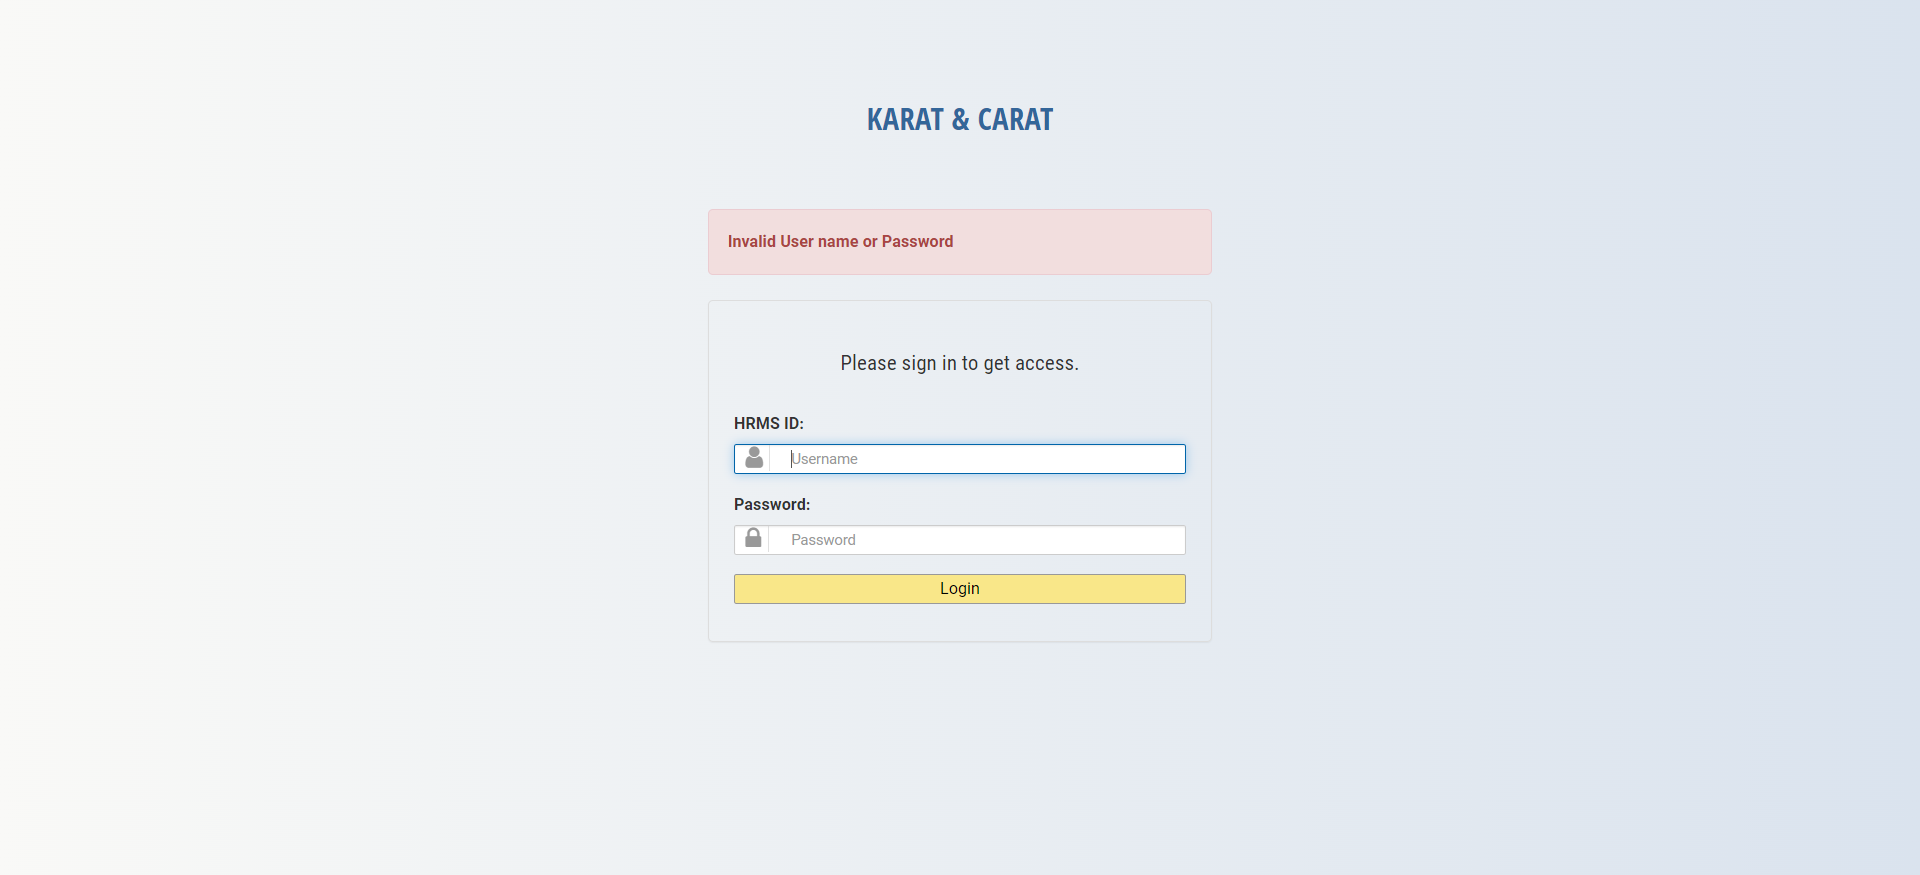 KARAT & CARAT
Invalid User name or Password
Please sign in to get access.
HRMS ID:
Username
Password:
Password
Login